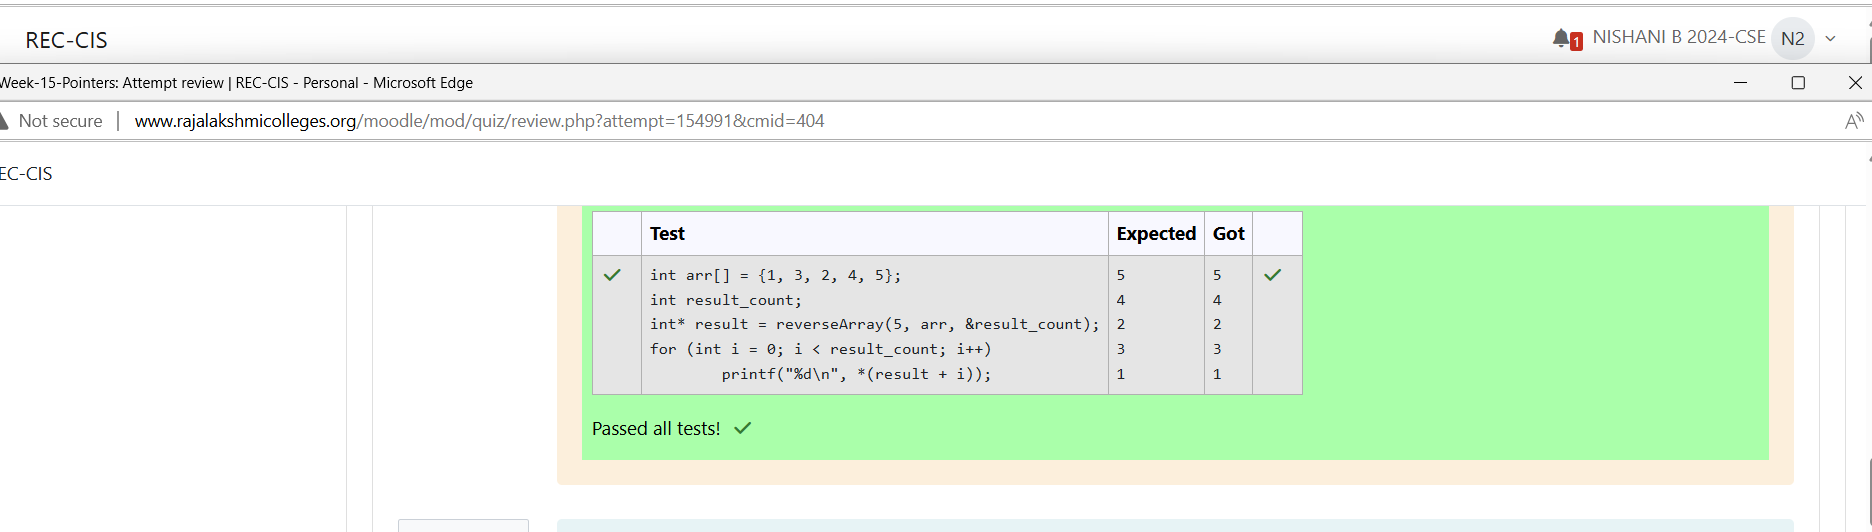 REC-CIS
1 NISHANI B 2024-CSE N2
Week-15-Pointers: Attempt review | REC-CIS - Personal - Microsoft Edge
Not secure | www.rajalakshmicolleges.org/moodle/mod/quiz/review.php?attempt=154991&cmid=404
EC-CIS
Test Expected Got
int arr[] = {1, 3, 2, 4, 5}; 5 5
int result_count; 4 4
int* result = reverseArray(5, arr, &result_count); 2 2
for (int i = 0; i < result_count; i++) 3 3
printf("%d\n", *(result + i)); 1 1
Passed all tests!